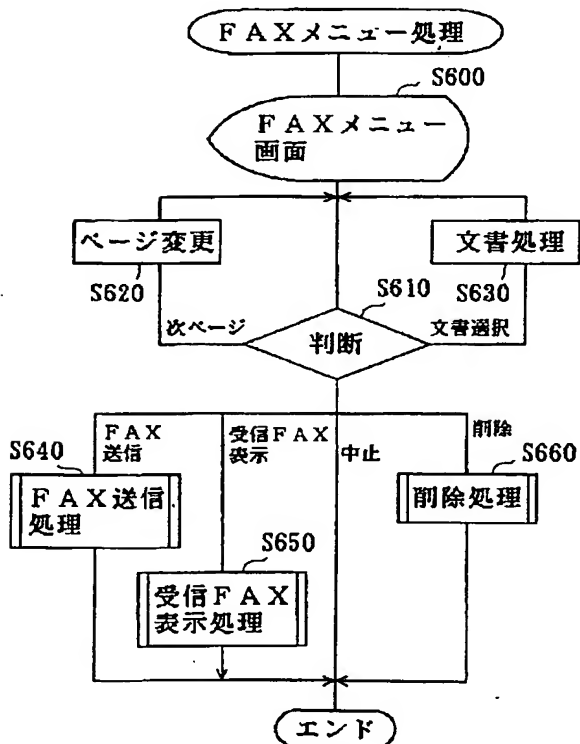 FAXメニュー処理
S600
FAXメニュー
画面
ページ変更
文書処理
S620
S610
S630
次ページ
判断
文書選択
FAX
送信
受信FAX
表示
中止
削除
S640
S660
FAX送信
処理
削除処理
S650
受信FAX
表示処理
エンド